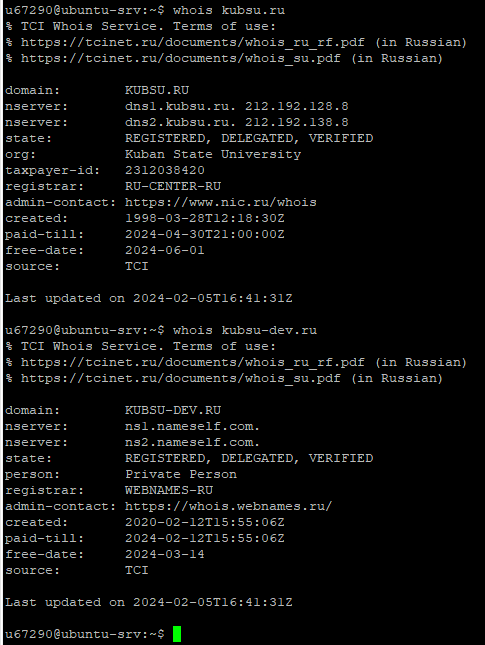 u67290@ubuntu-srv:~$ whois kubsu.ru
% TCI Whois Service. Terms of use:
% https://tcinet.ru/documents/whois_ru_rf.pdf (in Russian)
% https://tcinet.ru/documents/whois_su.pdf (in Russian)

domain:        KUBSU.RU
nserver:       dns1.kubsu.ru. 212.192.128.8
nserver:       dns2.kubsu.ru. 212.192.138.8
state:         REGISTERED, DELEGATED, VERIFIED
org:           Kuban State University
taxpayer-id:   2312038420
registrar:     RU-CENTER-RU
admin-contact: https://www.nic.ru/whois
created:       1998-03-28T12:18:30Z
paid-till:     2024-04-30T21:00:00Z
free-date:     2024-06-01
source:        TCI

Last updated on 2024-02-05T16:41:31Z

u67290@ubuntu-srv:~$ whois kubsu-dev.ru
% TCI Whois Service. Terms of use:
% https://tcinet.ru/documents/whois_ru_rf.pdf (in Russian)
% https://tcinet.ru/documents/whois_su.pdf (in Russian)

domain:        KUBSU-DEV.RU
nserver:       ns1.nameself.com.
nserver:       ns2.nameself.com.
state:         REGISTERED, DELEGATED, VERIFIED
person:        Private Person
registrar:     WEBNAMES-RU
admin-contact: https://whois.webnames.ru/
created:       2020-02-12T15:55:06Z
paid-till:     2024-02-12T15:55:06Z
free-date:     2024-03-14
source:        TCI

Last updated on 2024-02-05T16:41:31Z

u67290@ubuntu-srv:~$